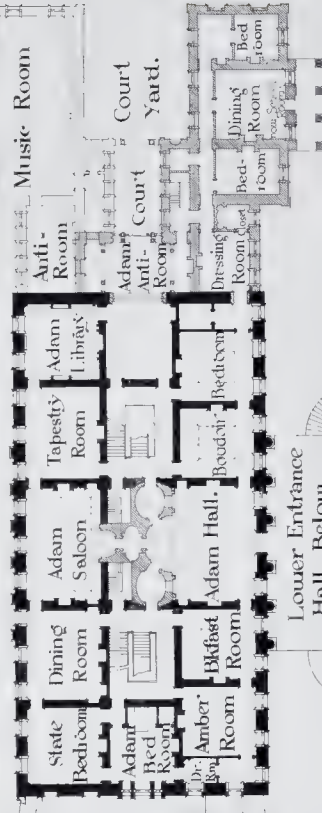 Music Room
Anti-
Room
Court
Yard.
Court
Adam
Anti-
Room
Bed
room
Dining
Room
Bed-
room
Dressing
Room
Closet
Adam
Library
Tapestry
Room
Adam
Saloon
Dining
Room
State
Bedroom
Adam
Bed
Room
Bedroom
Boudoir
Adam Hall.
Bkfast
Room
Dr.
Rm
Amber
Room
Lower Entrance
Hall Below